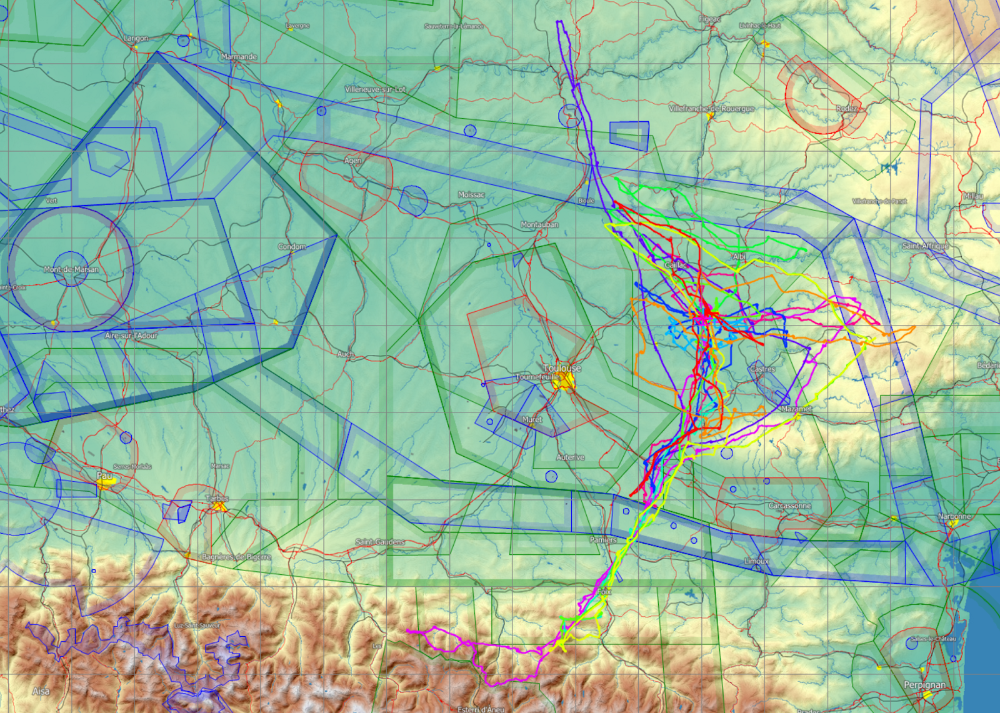 Figeac
Livinhac-le-Haut
Lavergne
Sauveterre-la-Lémance
Langon
Marmande
Villeneuve-sur-Lot
Villefranche-de-Rouergue
Rodez
Agen
Vert
Moissac
Bioule
Millau
Villefranche-de-Panat
Montauban
Condom
Saint-Affrique
Albi
Gaillac
Mont-de-Marsan
Aire-sur-l'Adour
Auch
Toulouse
Tournefeuille
Castres
Mazamet
Muret
Auterive
Serres-Morlaàs
Marsac
Pau
Tarbes
Carcassonne
Narbonne
Saint-Gaudens
Pamiers
Bagnères-de-Bigorre
Limoux
Foix
Luz-Saint-Sauveur
Les
Salses-le-Château
Perpignan
Aïsa
Esterri d'Àneu